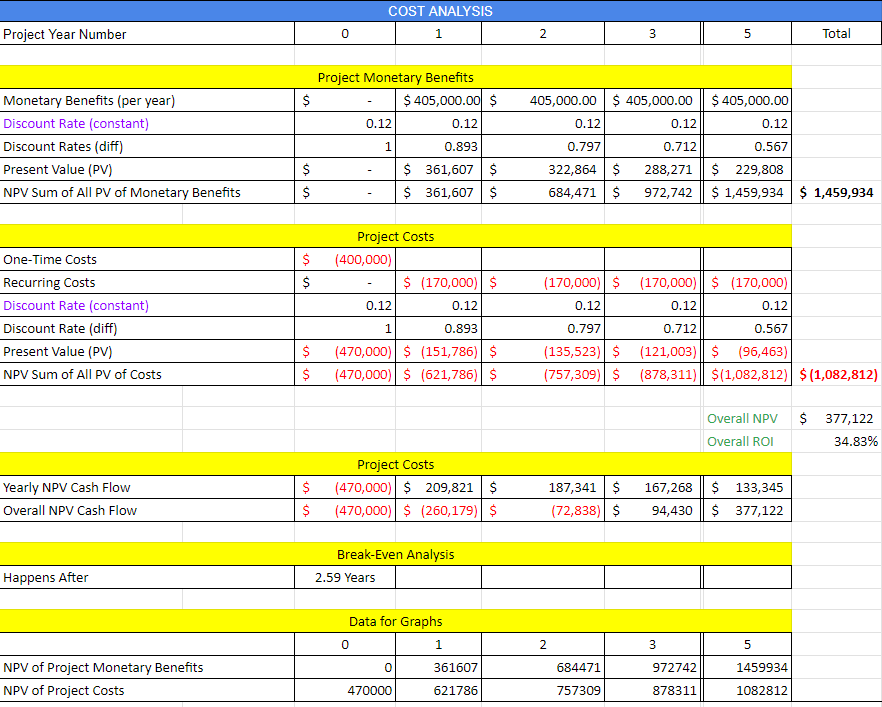 COST ANALYSIS
Project Year Number 0 1 2 3 5 Total
Project Monetary Benefits
Monetary Benefits (per year) $ - $ 405,000.00 $ 405,000.00 $ 405,000.00 $ 405,000.00
Discount Rate (constant) 0.12 0.12 0.12 0.12 0.12
Discount Rates (diff) 1 0.893 0.797 0.712 0.567
Present Value (PV) $ - $ 361,607 $ 322,864 $ 288,271 $ 229,808
NPV Sum of All PV of Monetary Benefits $ - $ 361,607 $ 684,471 $ 972,742 $ 1,459,934 $ 1,459,934
Project Costs
One-Time Costs $ (400,000)
Recurring Costs $ - $ (170,000) $ (170,000) $ (170,000) $ (170,000)
Discount Rate (constant) 0.12 0.12 0.12 0.12 0.12
Discount Rate (diff) 1 0.893 0.797 0.712 0.567
Present Value (PV) $ (470,000) $ (151,786) $ (135,523) $ (121,003) $ (96,463)
NPV Sum of All PV of Costs $ (470,000) $ (621,786) $ (757,309) $ (878,311) $(1,082,812) $(1,082,812)
Overall NPV $ 377,122
Overall ROI 34.83%
Project Costs
Yearly NPV Cash Flow $ (470,000) $ 209,821 $ 187,341 $ 167,268 $ 133,345
Overall NPV Cash Flow $ (470,000) $ (260,179) $ (72,838) $ 94,430 $ 377,122
Break-Even Analysis
Happens After 2.59 Years
Data for Graphs
0 1 2 3 5
NPV of Project Monetary Benefits 0 361607 684471 972742 1459934
NPV of Project Costs 470000 621786 757309 878311 1082812